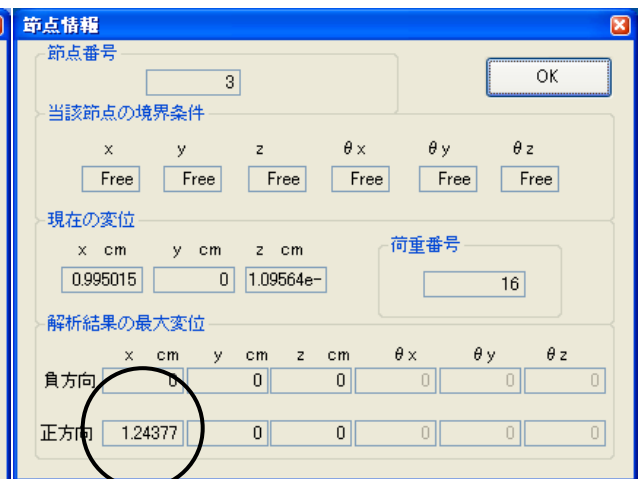 節点情報
節点番号
3
OK
当該節点の境界条件
x y z θx θy θz
Free Free Free Free Free Free
現在の変位
x cm y cm z cm
0.995015 0 1.09564e-
荷重番号
16
解析結果の最大変位
x cm y cm z cm θx θy θz
負方向 0 0 0 0 0 0
正方向 1.24377 0 0 0 0 0